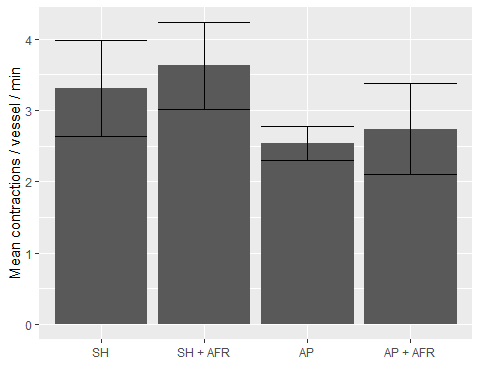 Mean contractions / vessel / min
4
3
2
1
0
SH
SH + AFR
AP
AP + AFR